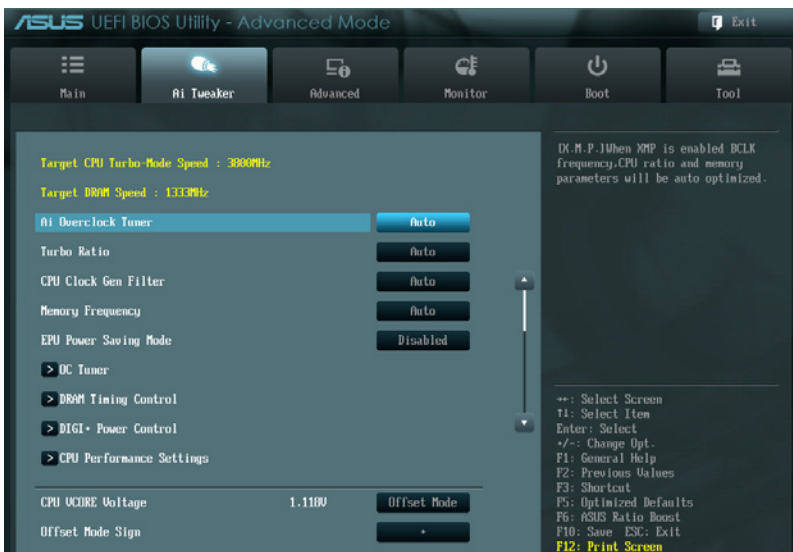 ASUS UEFI BIOS Utility - Advanced Mode
Exit
Main
Ai Tweaker
Advanced
Monitor
Boot
Tool
Target CPU Turbo-Mode Speed : 3800MHz
Target DRAM Speed : 1333MHz
Ai Overclock Tuner Auto
Turbo Ratio Auto
CPU Clock Gen Filter Auto
Memory Frequency Auto
EPU Power Saving Mode Disabled
> OC Tuner
> DRAM Timing Control
> DIGI+ Power Control
> CPU Performance Settings
CPU VCORE Voltage 1.118V Offset Mode
Offset Mode Sign +
[X.M.P.]When XMP is enabled BCLK
frequency,CPU ratio and memory
parameters will be auto optimized.
→←: Select Screen
↑↓: Select Item
Enter: Select
+/-: Change Opt.
F1: General Help
F2: Previous Values
F3: Shortcut
F5: Optimized Defaults
F6: ASUS Ratio Boost
F10: Save ESC: Exit
F12: Print Screen